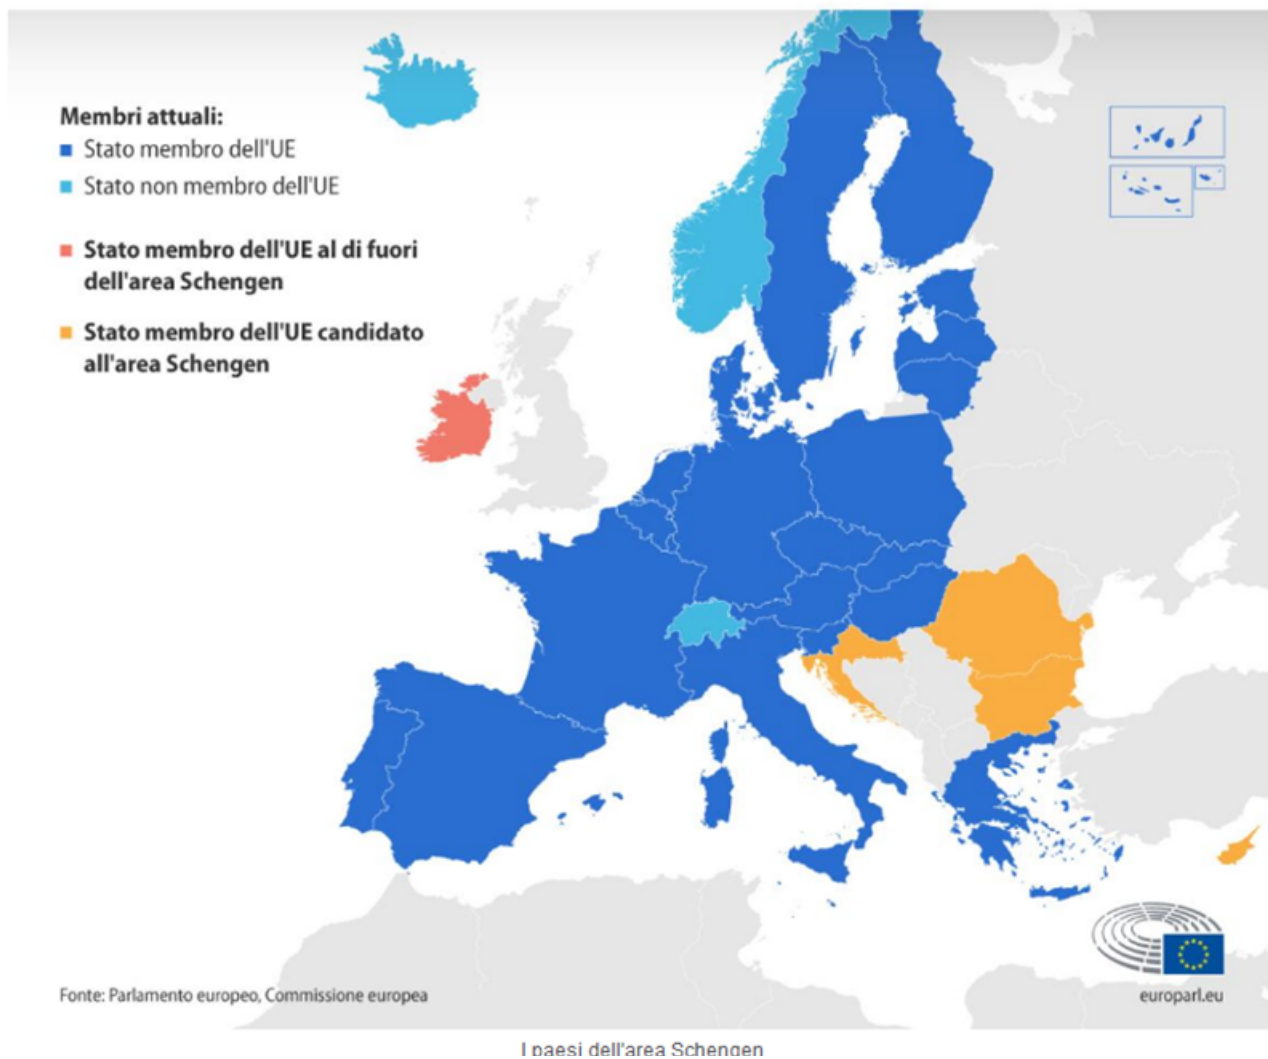 Membri attuali:
Stato membro dell'UE
Stato non membro dell'UE
Stato membro dell'UE al di fuori
dell'area Schengen
Stato membro dell'UE candidato
all'area Schengen
Fonte: Parlamento europeo, Commissione europea
europarl.eu
I paesi dell'area Schengen